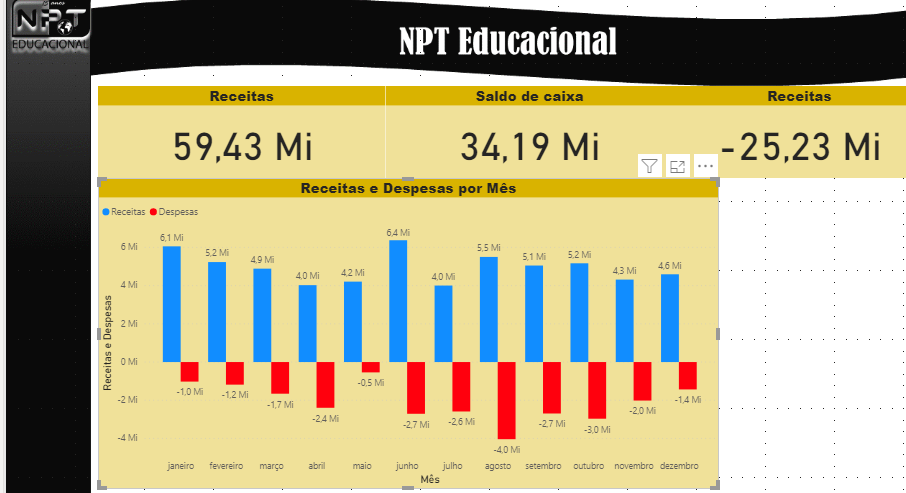 anos
NPT
EDUCACIONAL
NPT Educacional
Receitas
Saldo de caixa
Receitas
59,43 Mi
34,19 Mi
-25,23 Mi
Receitas e Despesas por Mês
Receitas
Despesas
Receitas e Despesas
6 Mi
4 Mi
2 Mi
0 Mi
-2 Mi
-4 Mi
6,1 Mi
5,2 Mi
4,9 Mi
4,0 Mi
4,2 Mi
6,4 Mi
4,0 Mi
5,5 Mi
5,1 Mi
5,2 Mi
4,3 Mi
4,6 Mi
-1,0 Mi
-1,2 Mi
-1,7 Mi
-2,4 Mi
-0,5 Mi
-2,7 Mi
-2,6 Mi
-4,0 Mi
-2,7 Mi
-3,0 Mi
-2,0 Mi
-1,4 Mi
janeiro
fevereiro
março
abril
maio
junho
julho
agosto
setembro
outubro
novembro
dezembro
Mês